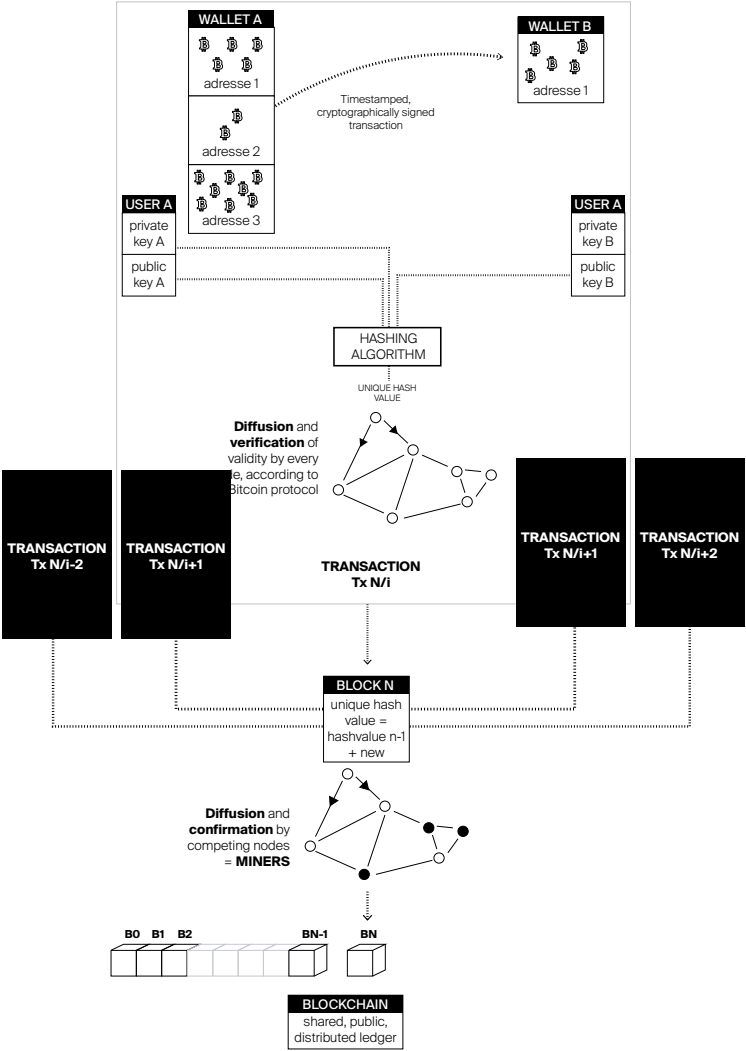 WALLET A
adresse 1
adresse 2
adresse 3
WALLET B
adresse 1
Timestamped,
cryptographically signed
transaction
USER A
private
key A
public
key A
USER A
private
key B
public
key B
HASHING
ALGORITHM
UNIQUE HASH
VALUE
Diffusion and
verification of
validity by every
e, according to
Bitcoin protocol
TRANSACTION
Tx N/i-2
TRANSACTION
Tx N/i+1
TRANSACTION
Tx N/i
TRANSACTION
Tx N/i+1
TRANSACTION
Tx N/i+2
BLOCK N
unique hash
value =
hashvalue n-1
+ new
Diffusion and
confirmation by
competing nodes
= MINERS
B0 B1 B2 BN-1 BN
BLOCKCHAIN
shared, public,
distributed ledger